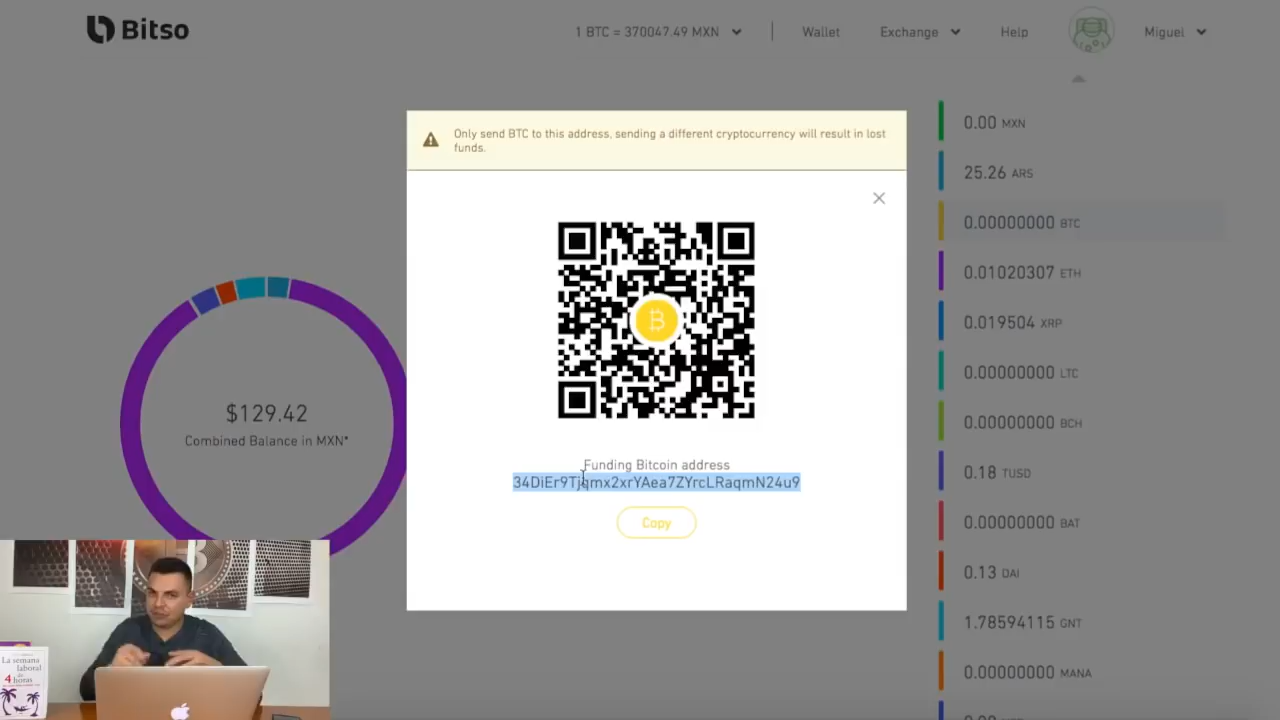 Bitso
1 BTC = 370047.49 MXN
Wallet
Exchange
Help
Miguel
Only send BTC to this address, sending a different cryptocurrency will result in lost
funds.
Funding Bitcoin address
34DiEr9Tjqmx2xrYAea7ZYrcLRaqmN24u9
Copy
$129.42
Combined Balance in MXN*
0.00 MXN
25.26 ARS
0.00000000 BTC
0.01020307 ETH
0.019504 XRP
0.00000000 LTC
0.00000000 BCH
0.18 TUSD
0.00000000 BAT
0.13 DAI
1.78594115 GNT
0.00000000 MANA
La semana
laboral
de
4 horas